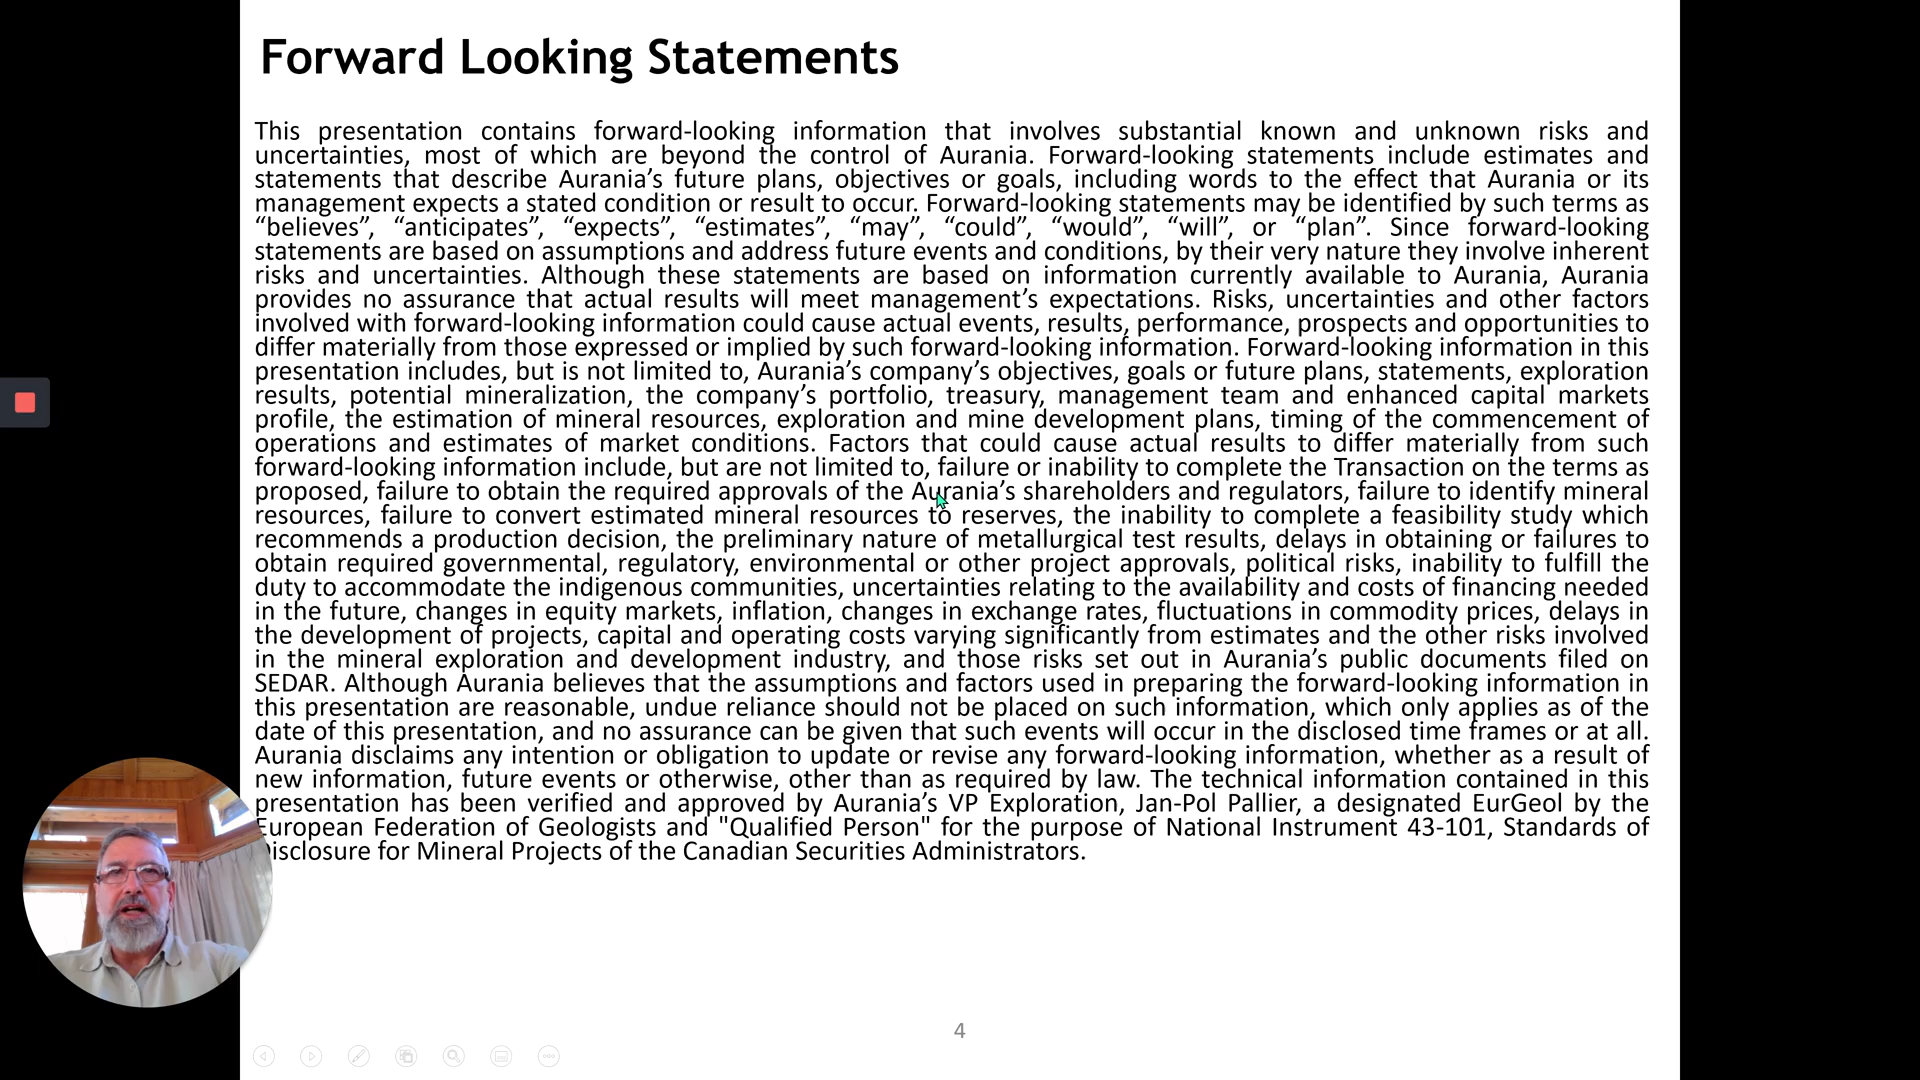 Forward Looking Statements
This presentation contains forward-looking information that involves substantial known and unknown risks and
uncertainties, most of which are beyond the control of Aurania. Forward-looking statements include estimates and
statements that describe Aurania’s future plans, objectives or goals, including words to the effect that Aurania or its
management expects a stated condition or result to occur. Forward-looking statements may be identified by such terms as
“believes”, “anticipates”, “expects”, “estimates”, “may”, “could”, “would”, “will”, or “plan”. Since forward-looking
statements are based on assumptions and address future events and conditions, by their very nature they involve inherent
risks and uncertainties. Although these statements are based on information currently available to Aurania, Aurania
provides no assurance that actual results will meet management’s expectations. Risks, uncertainties and other factors
involved with forward-looking information could cause actual events, results, performance, prospects and opportunities to
differ materially from those expressed or implied by such forward-looking information. Forward-looking information in this
presentation includes, but is not limited to, Aurania’s company’s objectives, goals or future plans, statements, exploration
results, potential mineralization, the company’s portfolio, treasury, management team and enhanced capital markets
profile, the estimation of mineral resources, exploration and mine development plans, timing of the commencement of
operations and estimates of market conditions. Factors that could cause actual results to differ materially from such
forward-looking information include, but are not limited to, failure or inability to complete the Transaction on the terms as
proposed, failure to obtain the required approvals of the Aurania’s shareholders and regulators, failure to identify mineral
resources, failure to convert estimated mineral resources to reserves, the inability to complete a feasibility study which
recommends a production decision, the preliminary nature of metallurgical test results, delays in obtaining or failures to
obtain required governmental, regulatory, environmental or other project approvals, political risks, inability to fulfill the
duty to accommodate the indigenous communities, uncertainties relating to the availability and costs of financing needed
in the future, changes in equity markets, inflation, changes in exchange rates, fluctuations in commodity prices, delays in
the development of projects, capital and operating costs varying significantly from estimates and the other risks involved
in the mineral exploration and development industry, and those risks set out in Aurania’s public documents filed on
SEDAR. Although Aurania believes that the assumptions and factors used in preparing the forward-looking information in
this presentation are reasonable, undue reliance should not be placed on such information, which only applies as of the
date of this presentation, and no assurance can be given that such events will occur in the disclosed time frames or at all.
Aurania disclaims any intention or obligation to update or revise any forward-looking information, whether as a result of
new information, future events or otherwise, other than as required by law. The technical information contained in this
presentation has been verified and approved by Aurania’s VP Exploration, Jan-Pol Pallier, a designated EurGeol by the
European Federation of Geologists and "Qualified Person" for the purpose of National Instrument 43-101, Standards of
isclosure for Mineral Projects of the Canadian Securities Administrators.
4